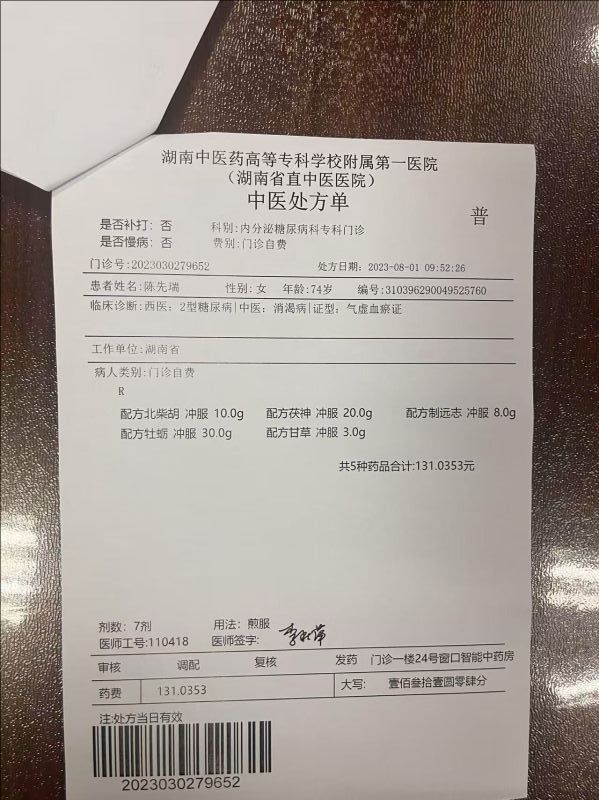 湖南中医药高等专科学校附属第一医院
（湖南省直中医医院）
中医处方单
普
是否补打：否 科别：内分泌糖尿病科专科门诊
是否慢病：否 费别：门诊自费
门诊号：2023030279652 处方日期：2023-08-01 09:52:26
患者姓名：陈先瑞 性别：女 年龄：74岁 编号：310396290049525760
临床诊断：西医：2型糖尿病|中医：消渴病|证型：气虚血瘀证
工作单位：湖南省
病人类别：门诊自费
R
配方北柴胡 冲服 10.0g 配方茯神 冲服 20.0g 配方制远志 冲服 8.0g
配方牡蛎 冲服 30.0g 配方甘草 冲服 3.0g
共5种药品合计：131.0353元
剂数：7剂 用法：煎服
医师工号：110418 医师签字：
审核 调配 复核 发药 门诊一楼24号窗口智能中药房
药费 131.0353 大写：壹佰叁拾壹圆零肆分
注：处方当日有效
2023030279652